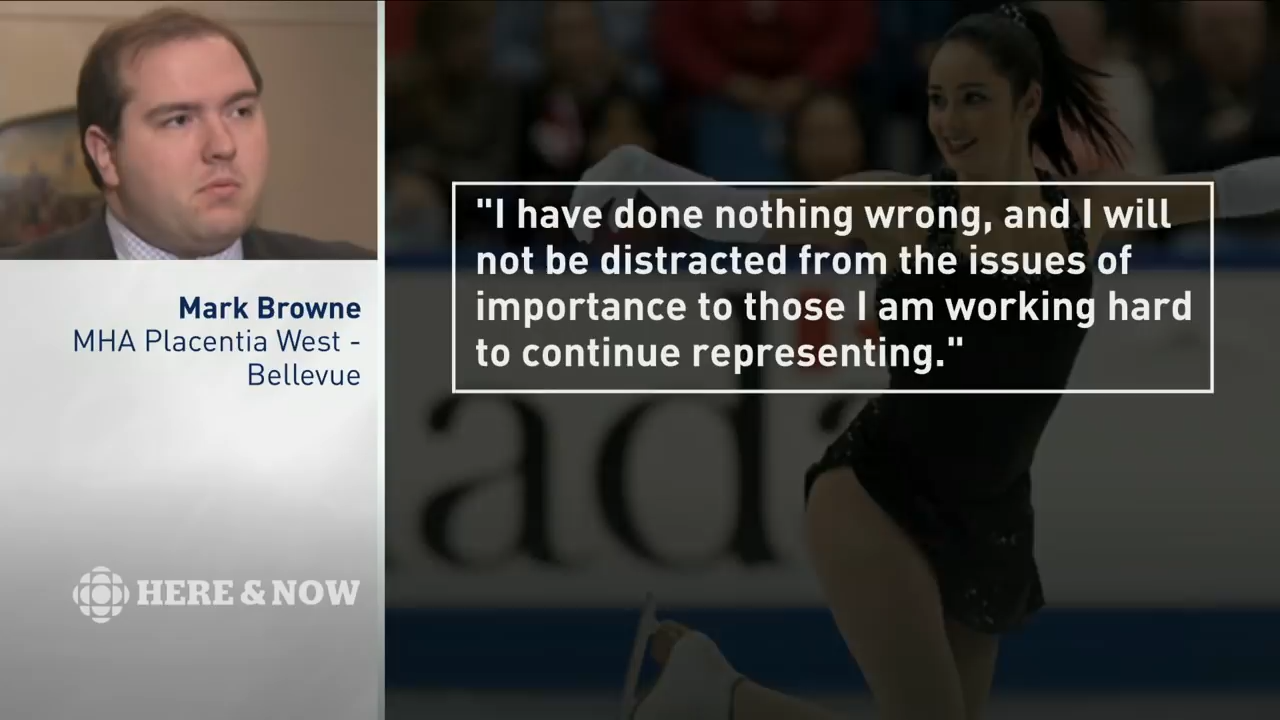 Mark Browne
MHA Placentia West -
Bellevue
HERE & NOW
"I have done nothing wrong, and I will
not be distracted from the issues of
importance to those I am working hard
to continue representing."
ad